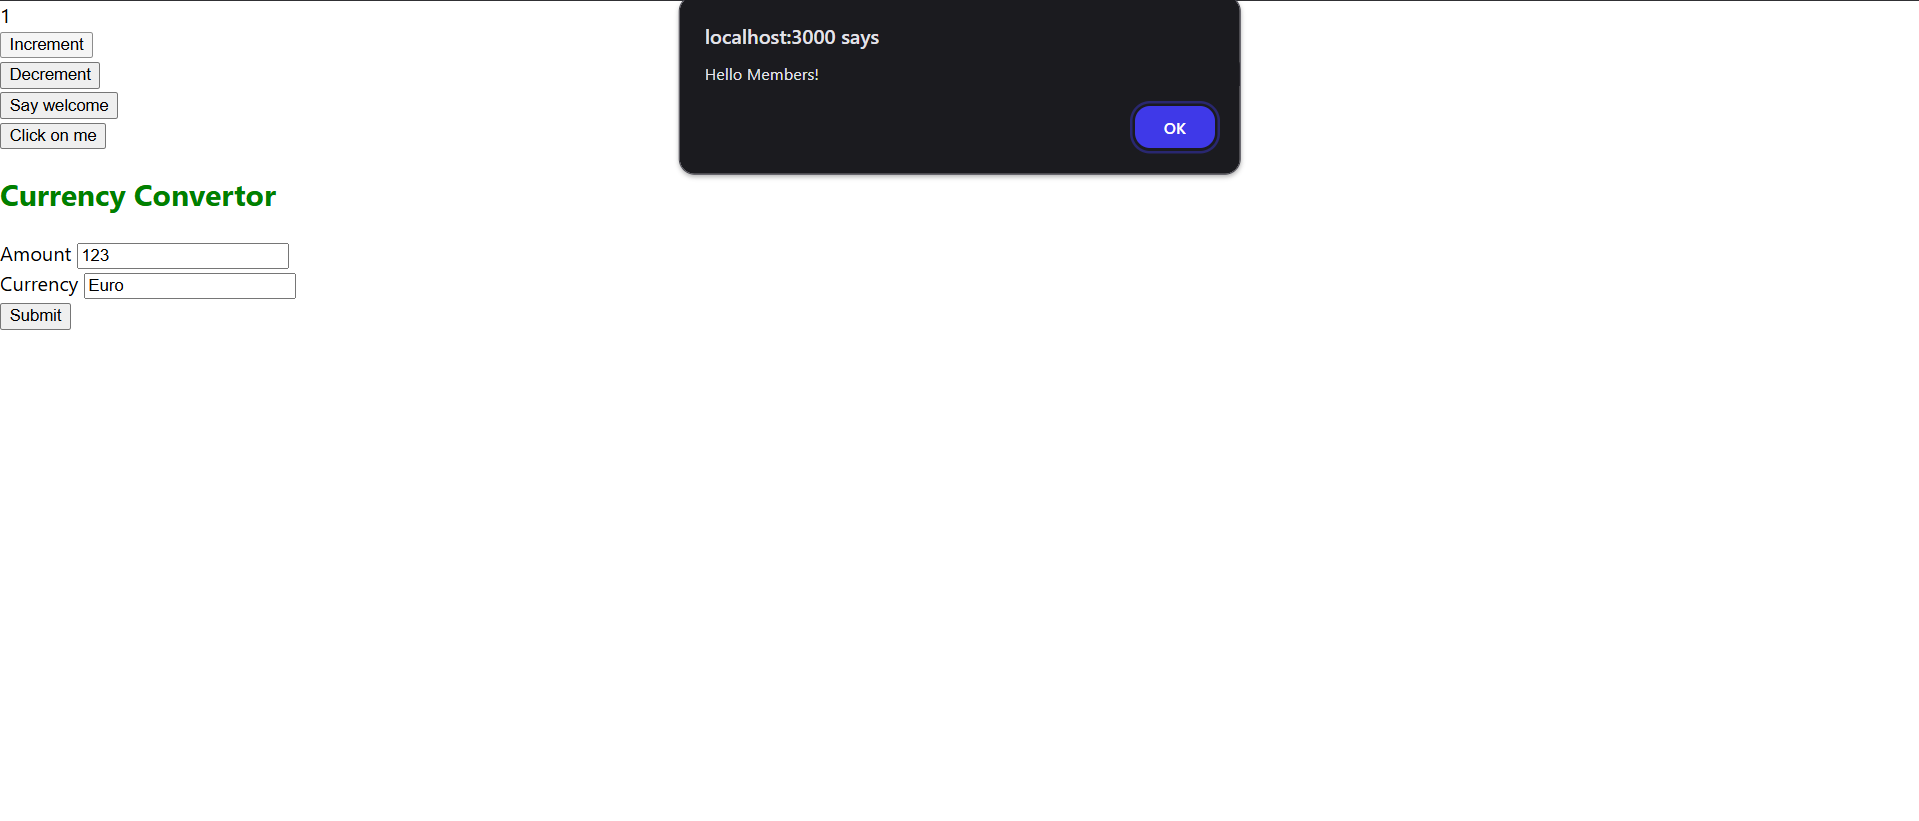 1
Increment
Decrement
Say welcome
Click on me
localhost:3000 says
Hello Members!
OK
Currency Convertor
Amount 123
Currency Euro
Submit